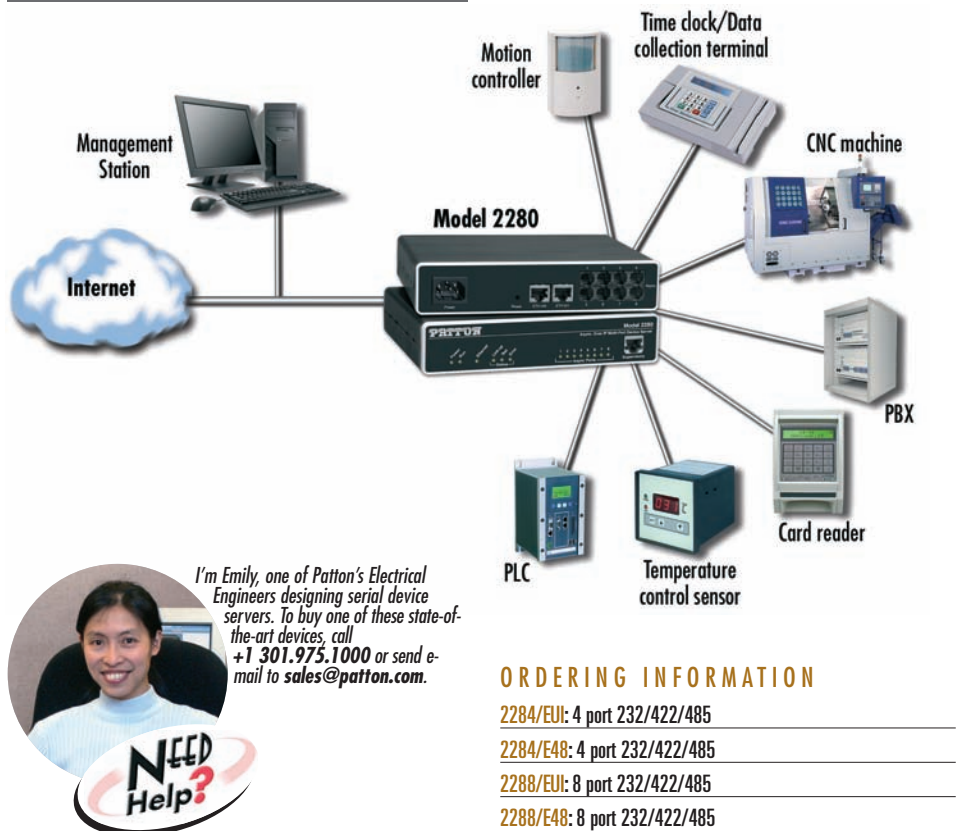 Time clock/Data
collection terminal
Motion
controller
CNC machine
Management
Station
Model 2280
Internet
PATTON
Model 2280
PBX
Card reader
PLC
Temperature
control sensor
I'm Emily, one of Patton's Electrical
Engineers designing serial device
servers. To buy one of these state-of-
the-art devices, call
+1 301.975.1000 or send e-
mail to sales@patton.com.
NEED
Help?
ORDERING INFORMATION
2284/EUI: 4 port 232/422/485
2284/E48: 4 port 232/422/485
2288/EUI: 8 port 232/422/485
2288/E48: 8 port 232/422/485